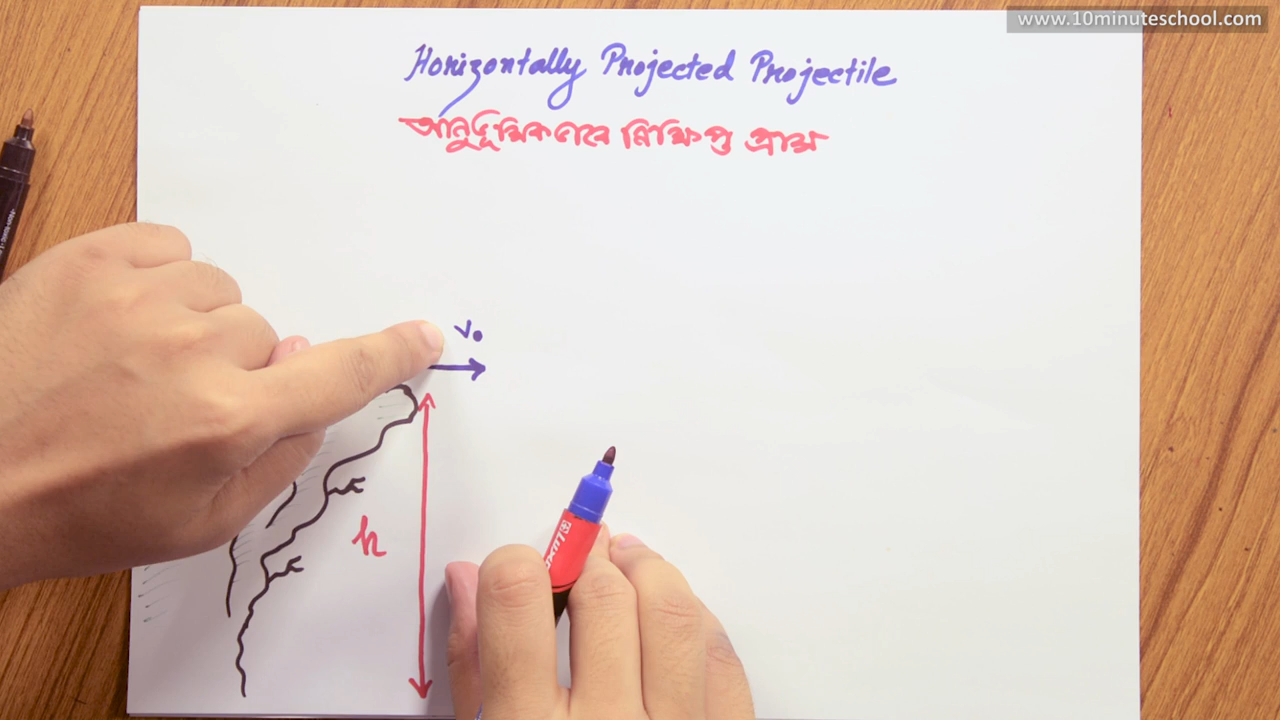 www.10minuteschool.com
Horizontally Projected Projectile
আনুভূমিকভাবে নিক্ষিপ্ত প্রাস
v₀
h